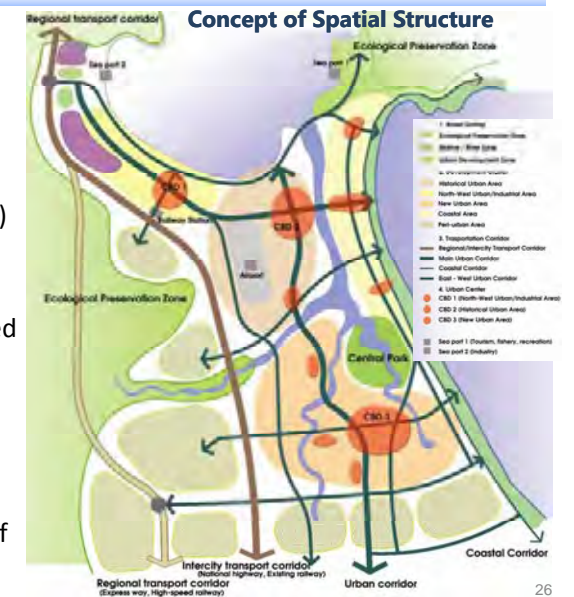 Concept of Spatial Structure
Regional transport corridor
Ecological Preservation Zone
Sea port 2
Sea port 1
)
ed
f
CBD 1
Railway Station
CBD 2
Airport
Ecological Preservation Zone
Central Park
CBD 3
Coastal Corridor
Intercity transport corridor
(National highway, Existing railway)
Regional transport corridor
(Express way, High-speed railway)
Urban corridor
Ecological Preservation Zone
Urban Development Zone
Historical Urban Area
North-West Urban/Industrial Area
New Urban Area
Coastal Area
Peri-urban Area
3. Trasportation Corridor
Regional/Intercity Transport Corridor
Main Urban Corridor
Coastal Corridor
East - West Urban Corridor
4. Urban Center
CBD 1 (North-West Urban/Industrial Area)
CBD 2 (Historical Urban Area)
CBD 3 (New Urban Area)
Sea port 1 (Tourism, fishery, recreation)
Sea port 2 (Industry)
26